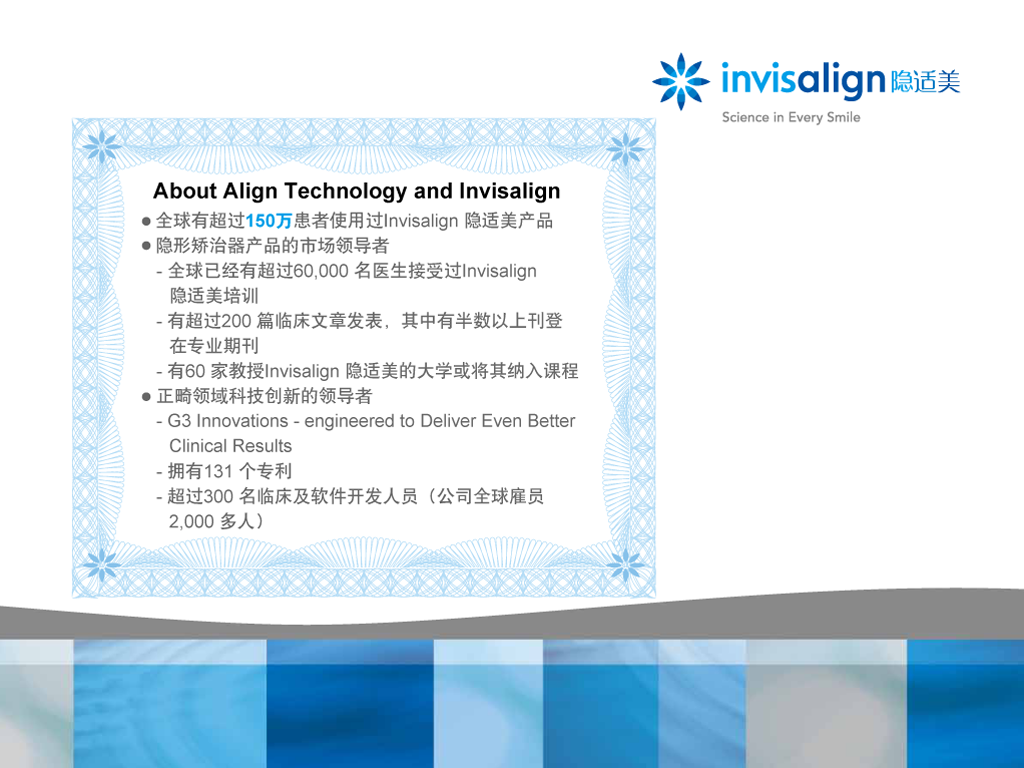 invisalign隐适美
Science in Every Smile
About Align Technology and Invisalign
● 全球有超过150万患者使用过Invisalign 隐适美产品
● 隐形矫治器产品的市场领导者
- 全球已经有超过60,000 名医生接受过Invisalign
隐适美培训
- 有超过200 篇临床文章发表，其中有半数以上刊登
在专业期刊
- 有60 家教授Invisalign 隐适美的大学或将其纳入课程
● 正畸领域科技创新的领导者
- G3 Innovations - engineered to Deliver Even Better
Clinical Results
- 拥有131 个专利
- 超过300 名临床及软件开发人员（公司全球雇员
2,000 多人）